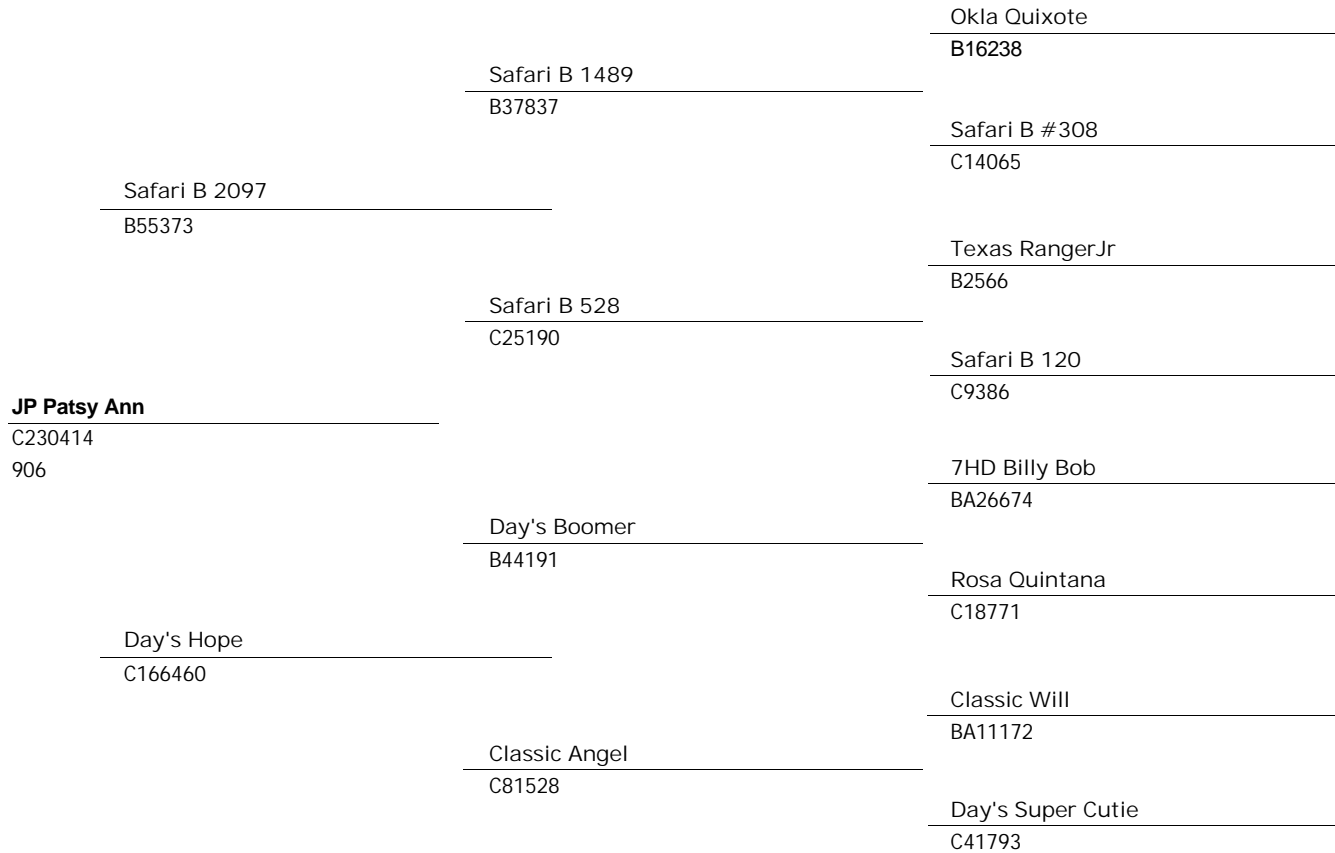 Okla Quixote
B16238
Safari B 1489
B37837
Safari B #308
C14065
Safari B 2097
B55373
Texas RangerJr
B2566
Safari B 528
C25190
Safari B 120
C9386
JP Patsy Ann
C230414
906
7HD Billy Bob
BA26674
Day's Boomer
B44191
Rosa Quintana
C18771
Day's Hope
C166460
Classic Will
BA11172
Classic Angel
C81528
Day's Super Cutie
C41793